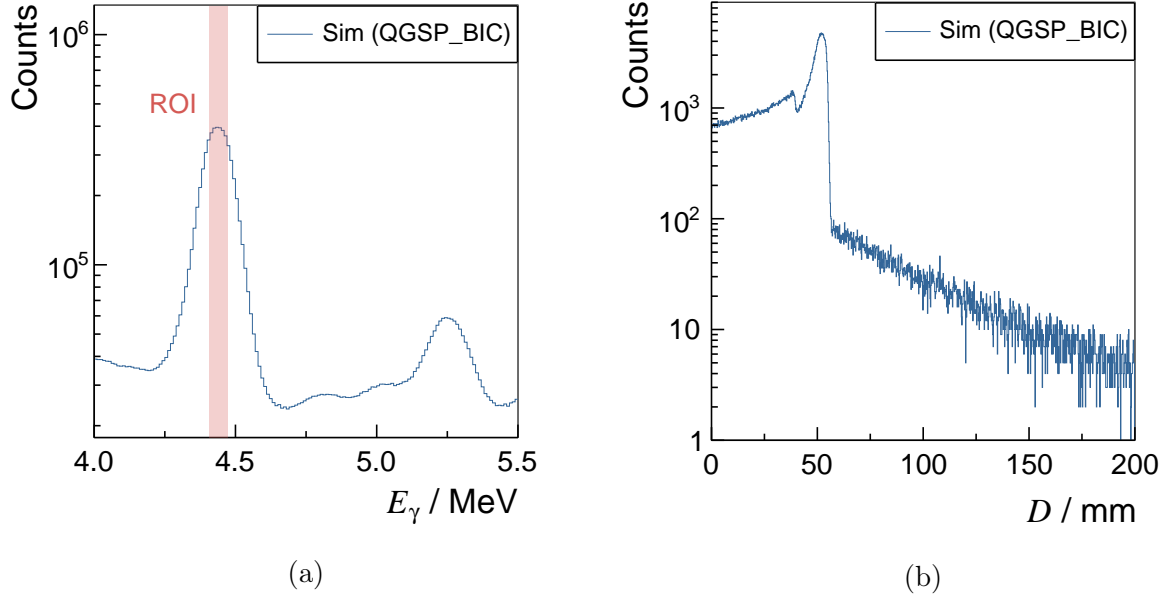 Counts
10^6
10^5
Sim (QGSP_BIC)
ROI
4.0 4.5 5.0 5.5
E_γ / MeV
(a)
Counts
10^3
10^2
10
1
Sim (QGSP_BIC)
0 50 100 150 200
D / mm
(b)